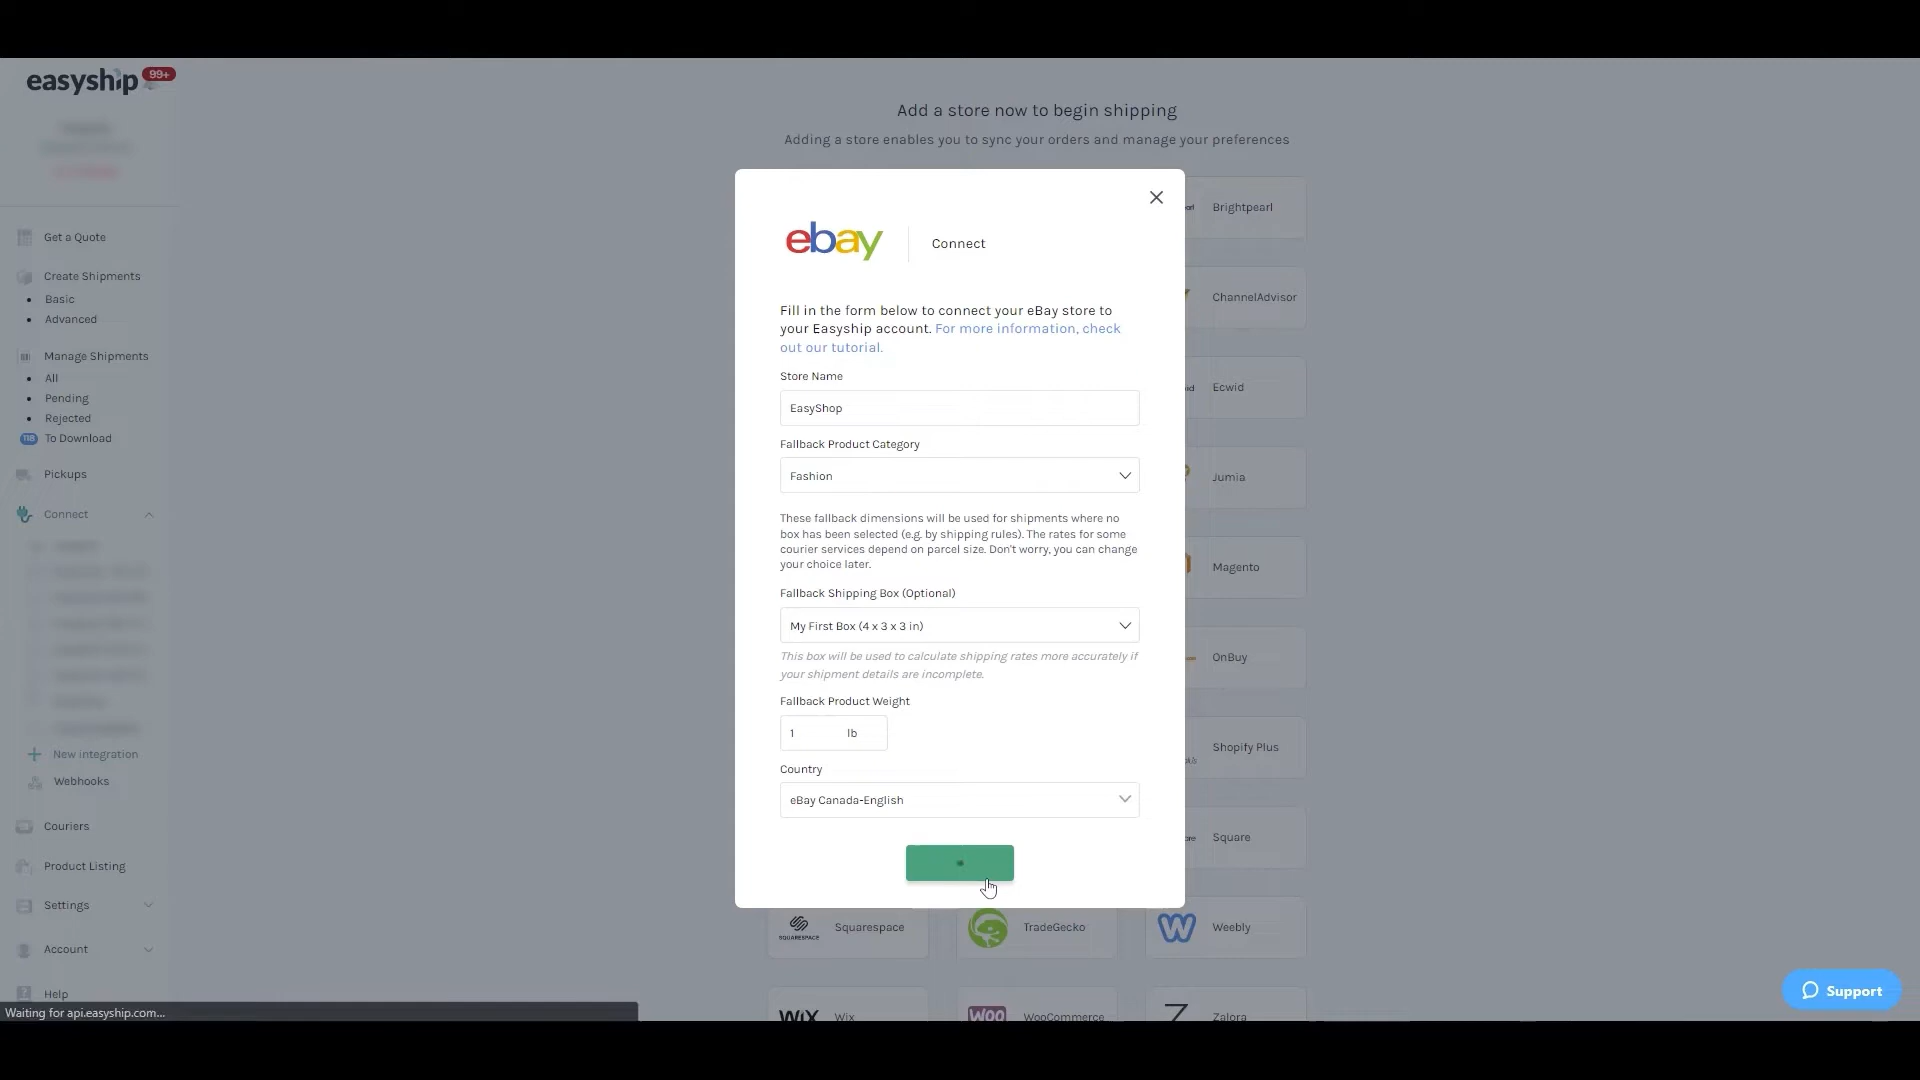 easyship 99+
Get a Quote
Create Shipments
Basic
Advanced
Manage Shipments
All
Pending
Rejected
118 To Download
Pickups
Connect
New integration
Webhooks
Couriers
Product Listing
Settings
Account
Help
Waiting for api.easyship.com...
Add a store now to begin shipping
Adding a store enables you to sync your orders and manage your preferences
ebay Connect
Fill in the form below to connect your eBay store to
your Easyship account. For more information, check
out our tutorial.
Store Name
EasyShop
Fallback Product Category
Fashion
These fallback dimensions will be used for shipments where no
box has been selected (e.g. by shipping rules). The rates for some
courier services depend on parcel size. Don't worry, you can change
your choice later.
Fallback Shipping Box (Optional)
My First Box (4 x 3 x 3 in)
This box will be used to calculate shipping rates more accurately if
your shipment details are incomplete.
Fallback Product Weight
1 lb
Country
eBay Canada-English
Brightpearl
ChannelAdvisor
Ecwid
Jumia
Magento
OnBuy
Shopify Plus
Square
SQUARESPACE Squarespace
TradeGecko
Weebly
WiX Wix
WOO WooCommerce
Z Zalora
Support